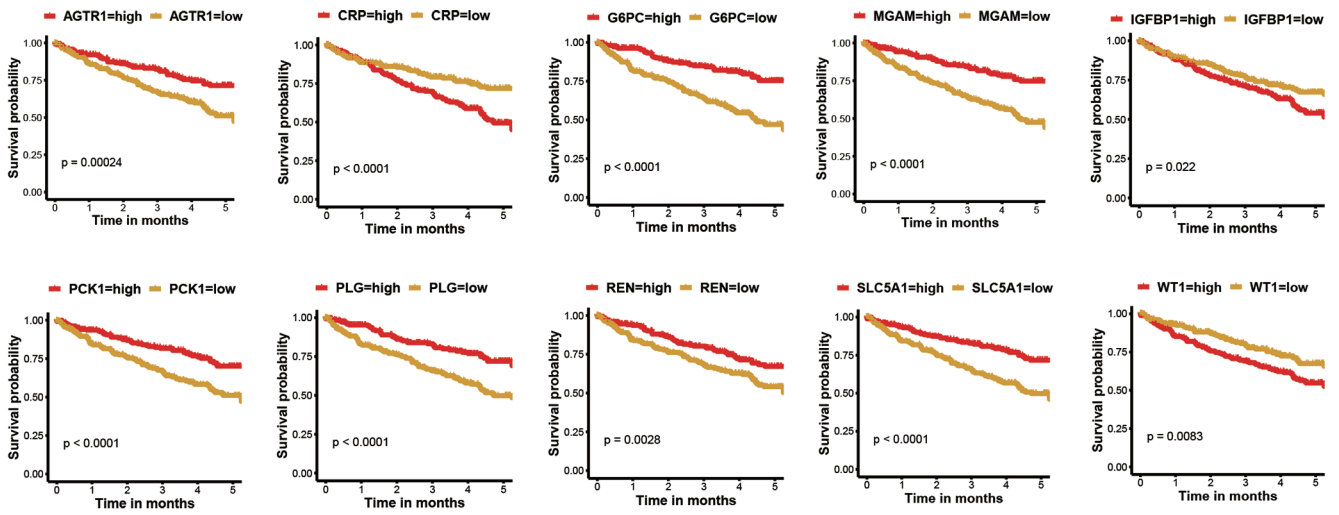 AGTR1=high AGTR1=low
Survival probability
1.00
0.75
0.50
0.25
0.00
p = 0.00024
0 1 2 3 4 5
Time in months
CRP=high CRP=low
Survival probability
1.00
0.75
0.50
0.25
0.00
p < 0.0001
0 1 2 3 4 5
Time in months
G6PC=high G6PC=low
Survival probability
1.00
0.75
0.50
0.25
0.00
p < 0.0001
0 1 2 3 4 5
Time in months
MGAM=high MGAM=low
Survival probability
1.00
0.75
0.50
0.25
0.00
p < 0.0001
0 1 2 3 4 5
Time in months
IGFBP1=high IGFBP1=low
Survival probability
1.00
0.75
0.50
0.25
0.00
p = 0.022
0 1 2 3 4 5
Time in months
PCK1=high PCK1=low
Survival probability
1.00
0.75
0.50
0.25
0.00
p < 0.0001
0 1 2 3 4 5
Time in months
PLG=high PLG=low
Survival probability
1.00
0.75
0.50
0.25
0.00
p < 0.0001
0 1 2 3 4 5
Time in months
REN=high REN=low
Survival probability
1.00
0.75
0.50
0.25
0.00
p = 0.0028
0 1 2 3 4 5
Time in months
SLC5A1=high SLC5A1=low
Survival probability
1.00
0.75
0.50
0.25
0.00
p < 0.0001
0 1 2 3 4 5
Time in months
WT1=high WT1=low
Survival probability
1.00
0.75
0.50
0.25
0.00
p = 0.0083
0 1 2 3 4 5
Time in months